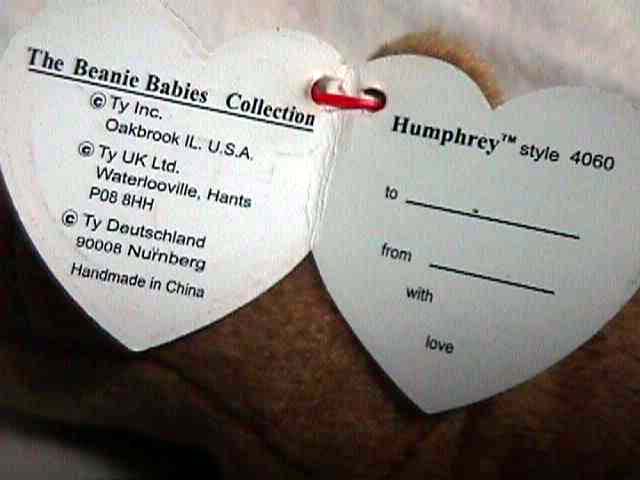 The Beanie Babies Collection
© Ty Inc.
Oakbrook IL. U.S.A.
© Ty UK Ltd.
Waterlooville, Hants
P08 8HH
© Ty Deutschland
90008 Nürnberg
Handmade in China
Humphrey™ style 4060
to
from
with
love